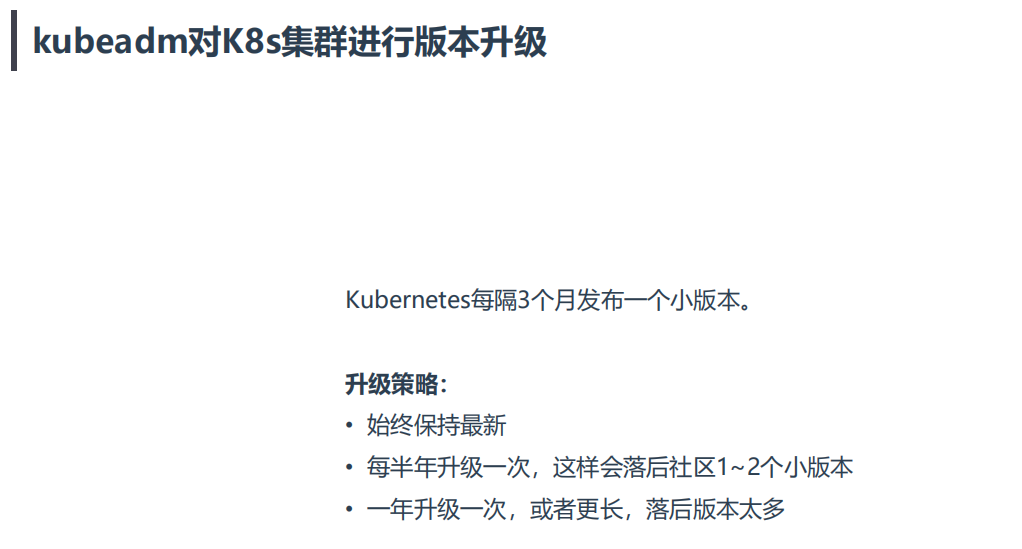 kubeadm对K8s集群进行版本升级
Kubernetes每隔3个月发布一个小版本。
升级策略：
• 始终保持最新
• 每半年升级一次，这样会落后社区1~2个小版本
• 一年升级一次，或者更长，落后版本太多